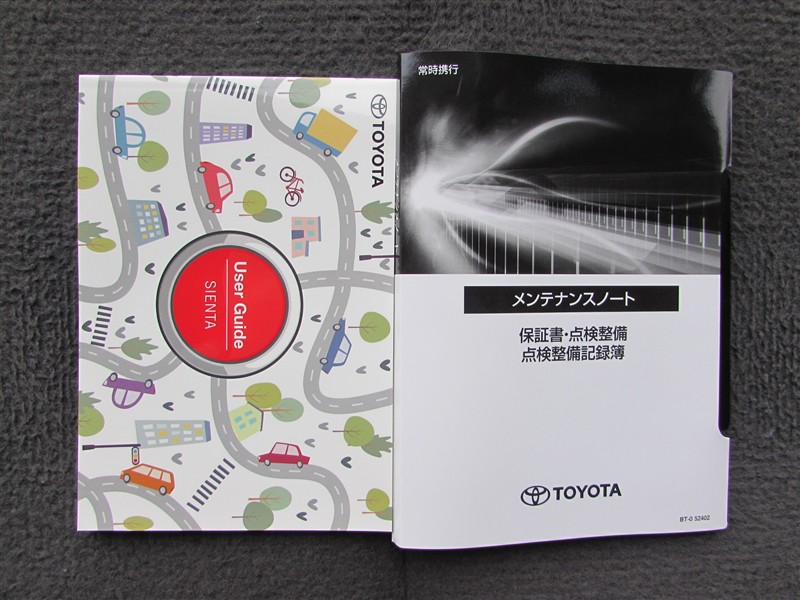 TOYOTA
User Guide
SIENTA
常時携行
メンテナンスノート
保証書・点検整備
点検整備記録簿
TOYOTA
BT-0 52402